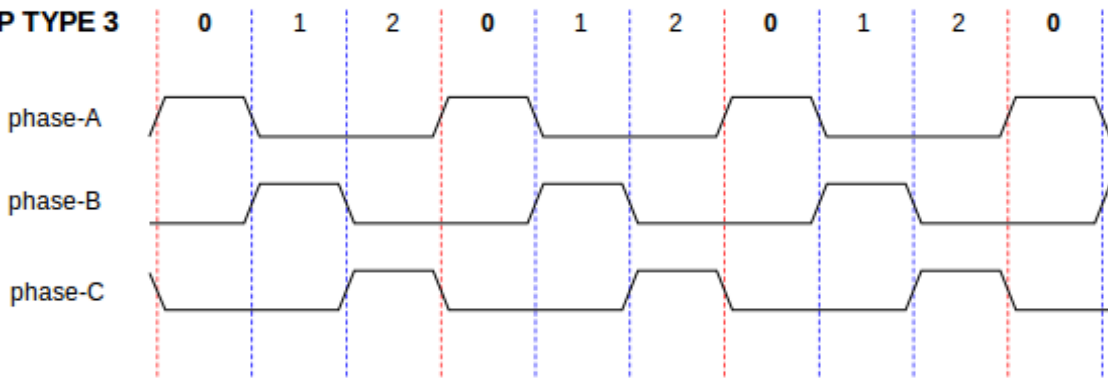 P TYPE 3 0 1 2 0 1 2 0 1 2 0
phase-A
phase-B
phase-C